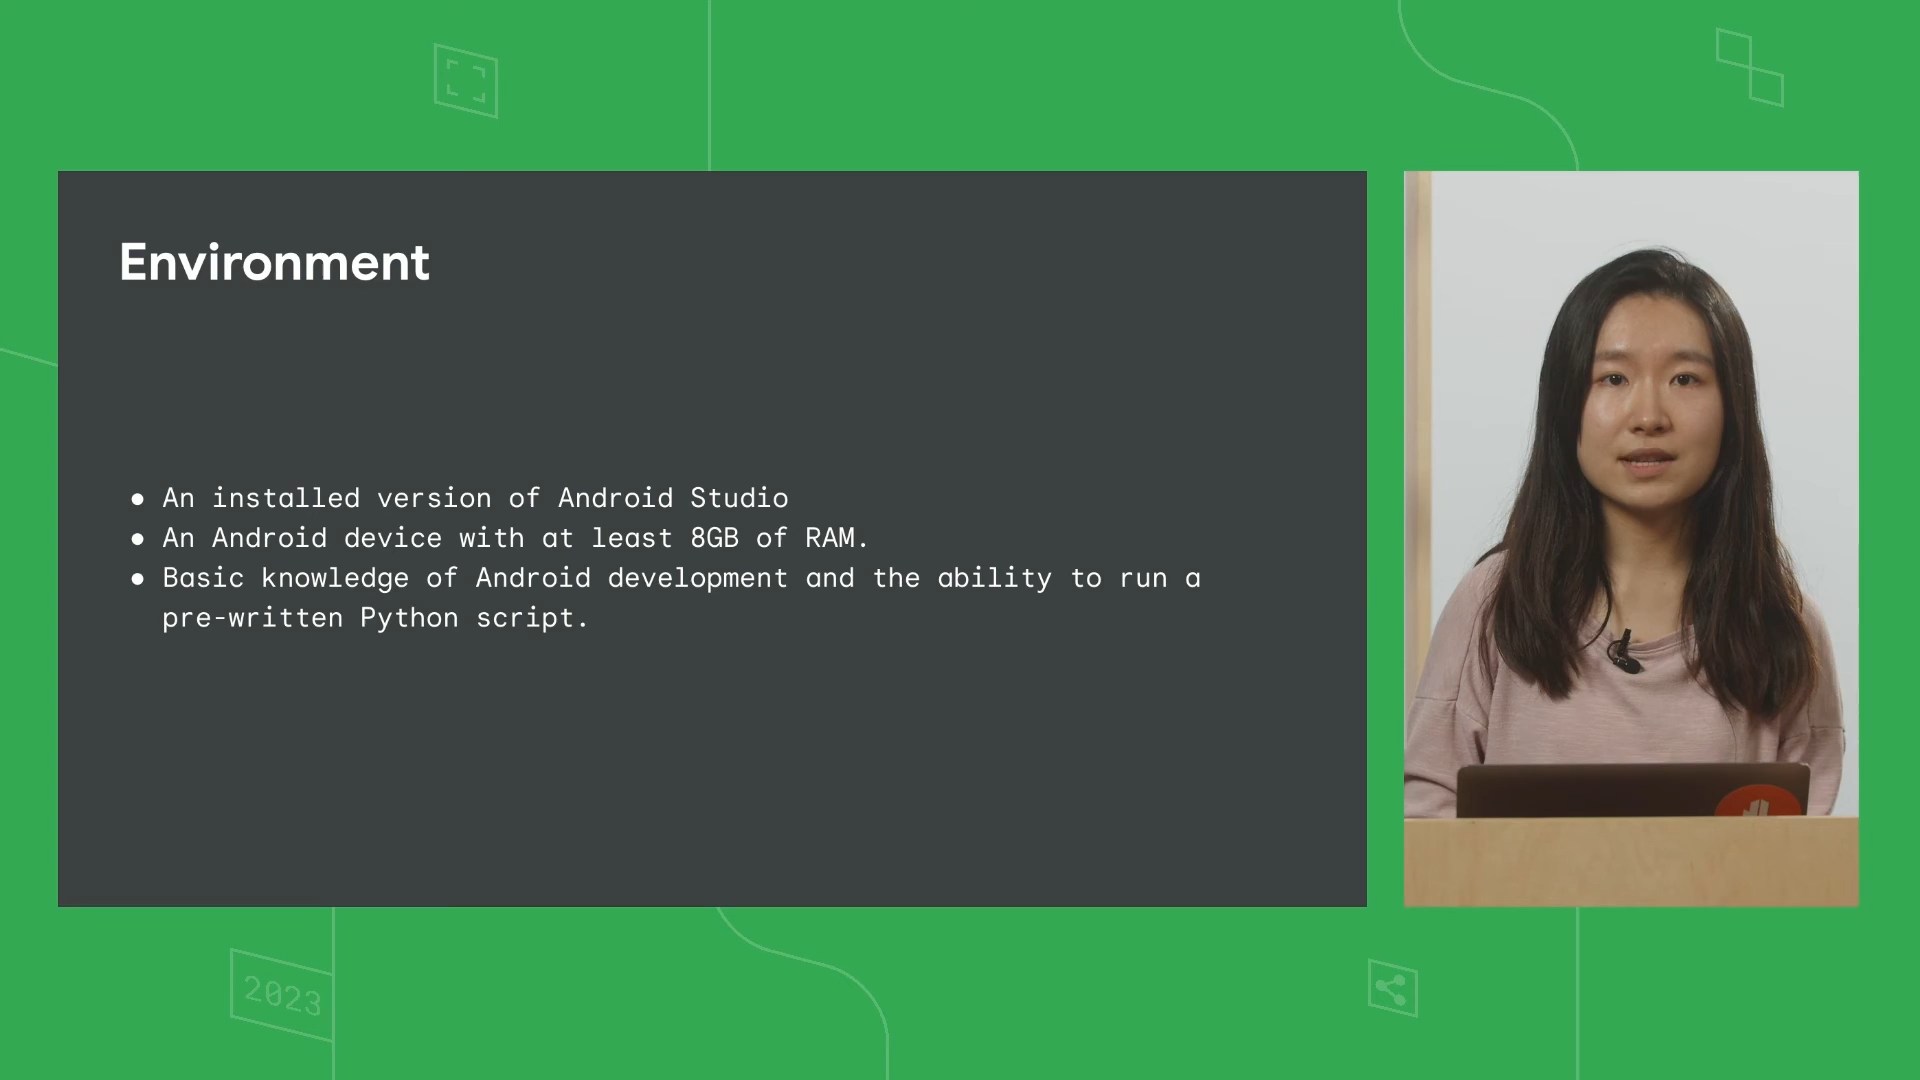 Environment
● An installed version of Android Studio
● An Android device with at least 8GB of RAM.
● Basic knowledge of Android development and the ability to run a
pre-written Python script.
2023